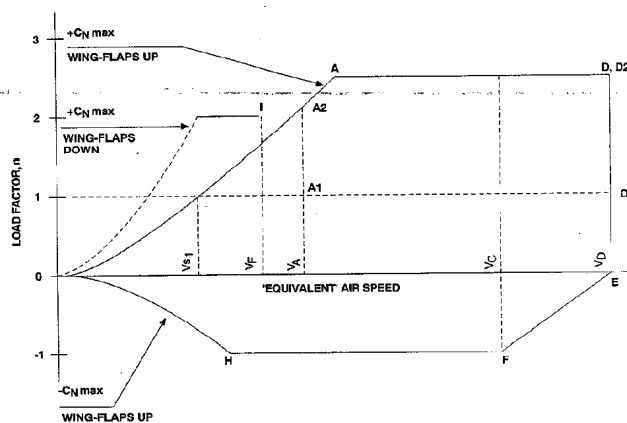 +CN max
WING-FLAPS UP
3
A
D, D2
+CN max
I
A2
2
WING-FLAPS
DOWN
LOAD FACTOR, n
1
A1
D
VS1
VF
VA
VC
VD
0
'EQUIVALENT' AIR SPEED
E
-1
H
F
-CN max
WING-FLAPS UP